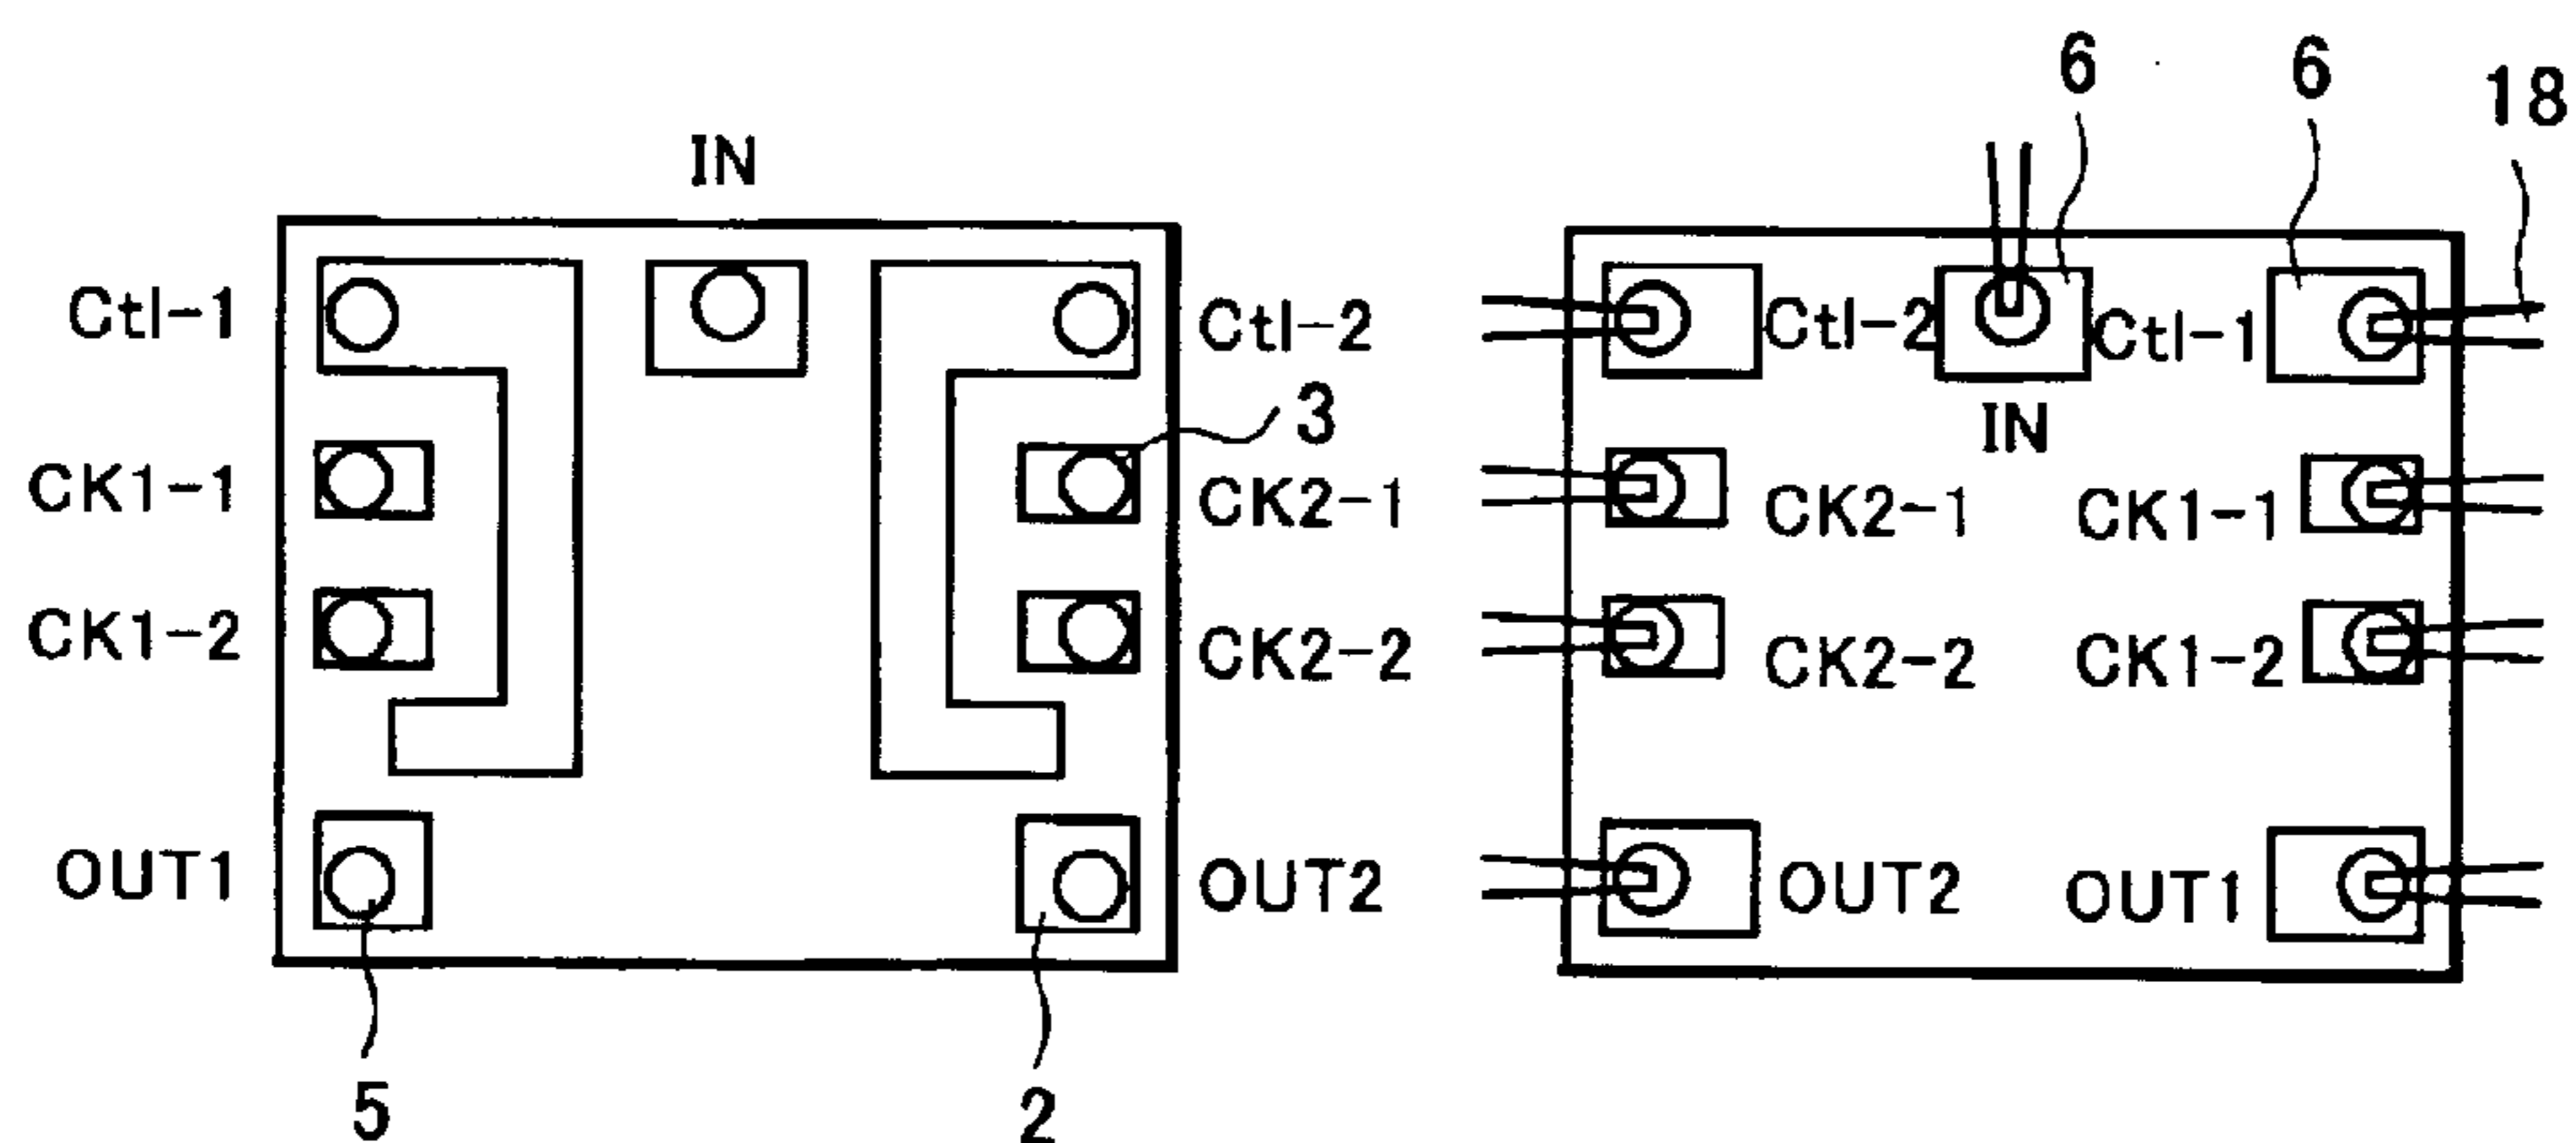 IN
Ctl-1
Ctl-2
3
CK1-1
CK2-1
CK1-2
CK2-2
OUT1
OUT2
5
2
6
6
18
Ctl-2
Ctl-1
IN
CK2-1
CK1-1
CK2-2
CK1-2
OUT2
OUT1